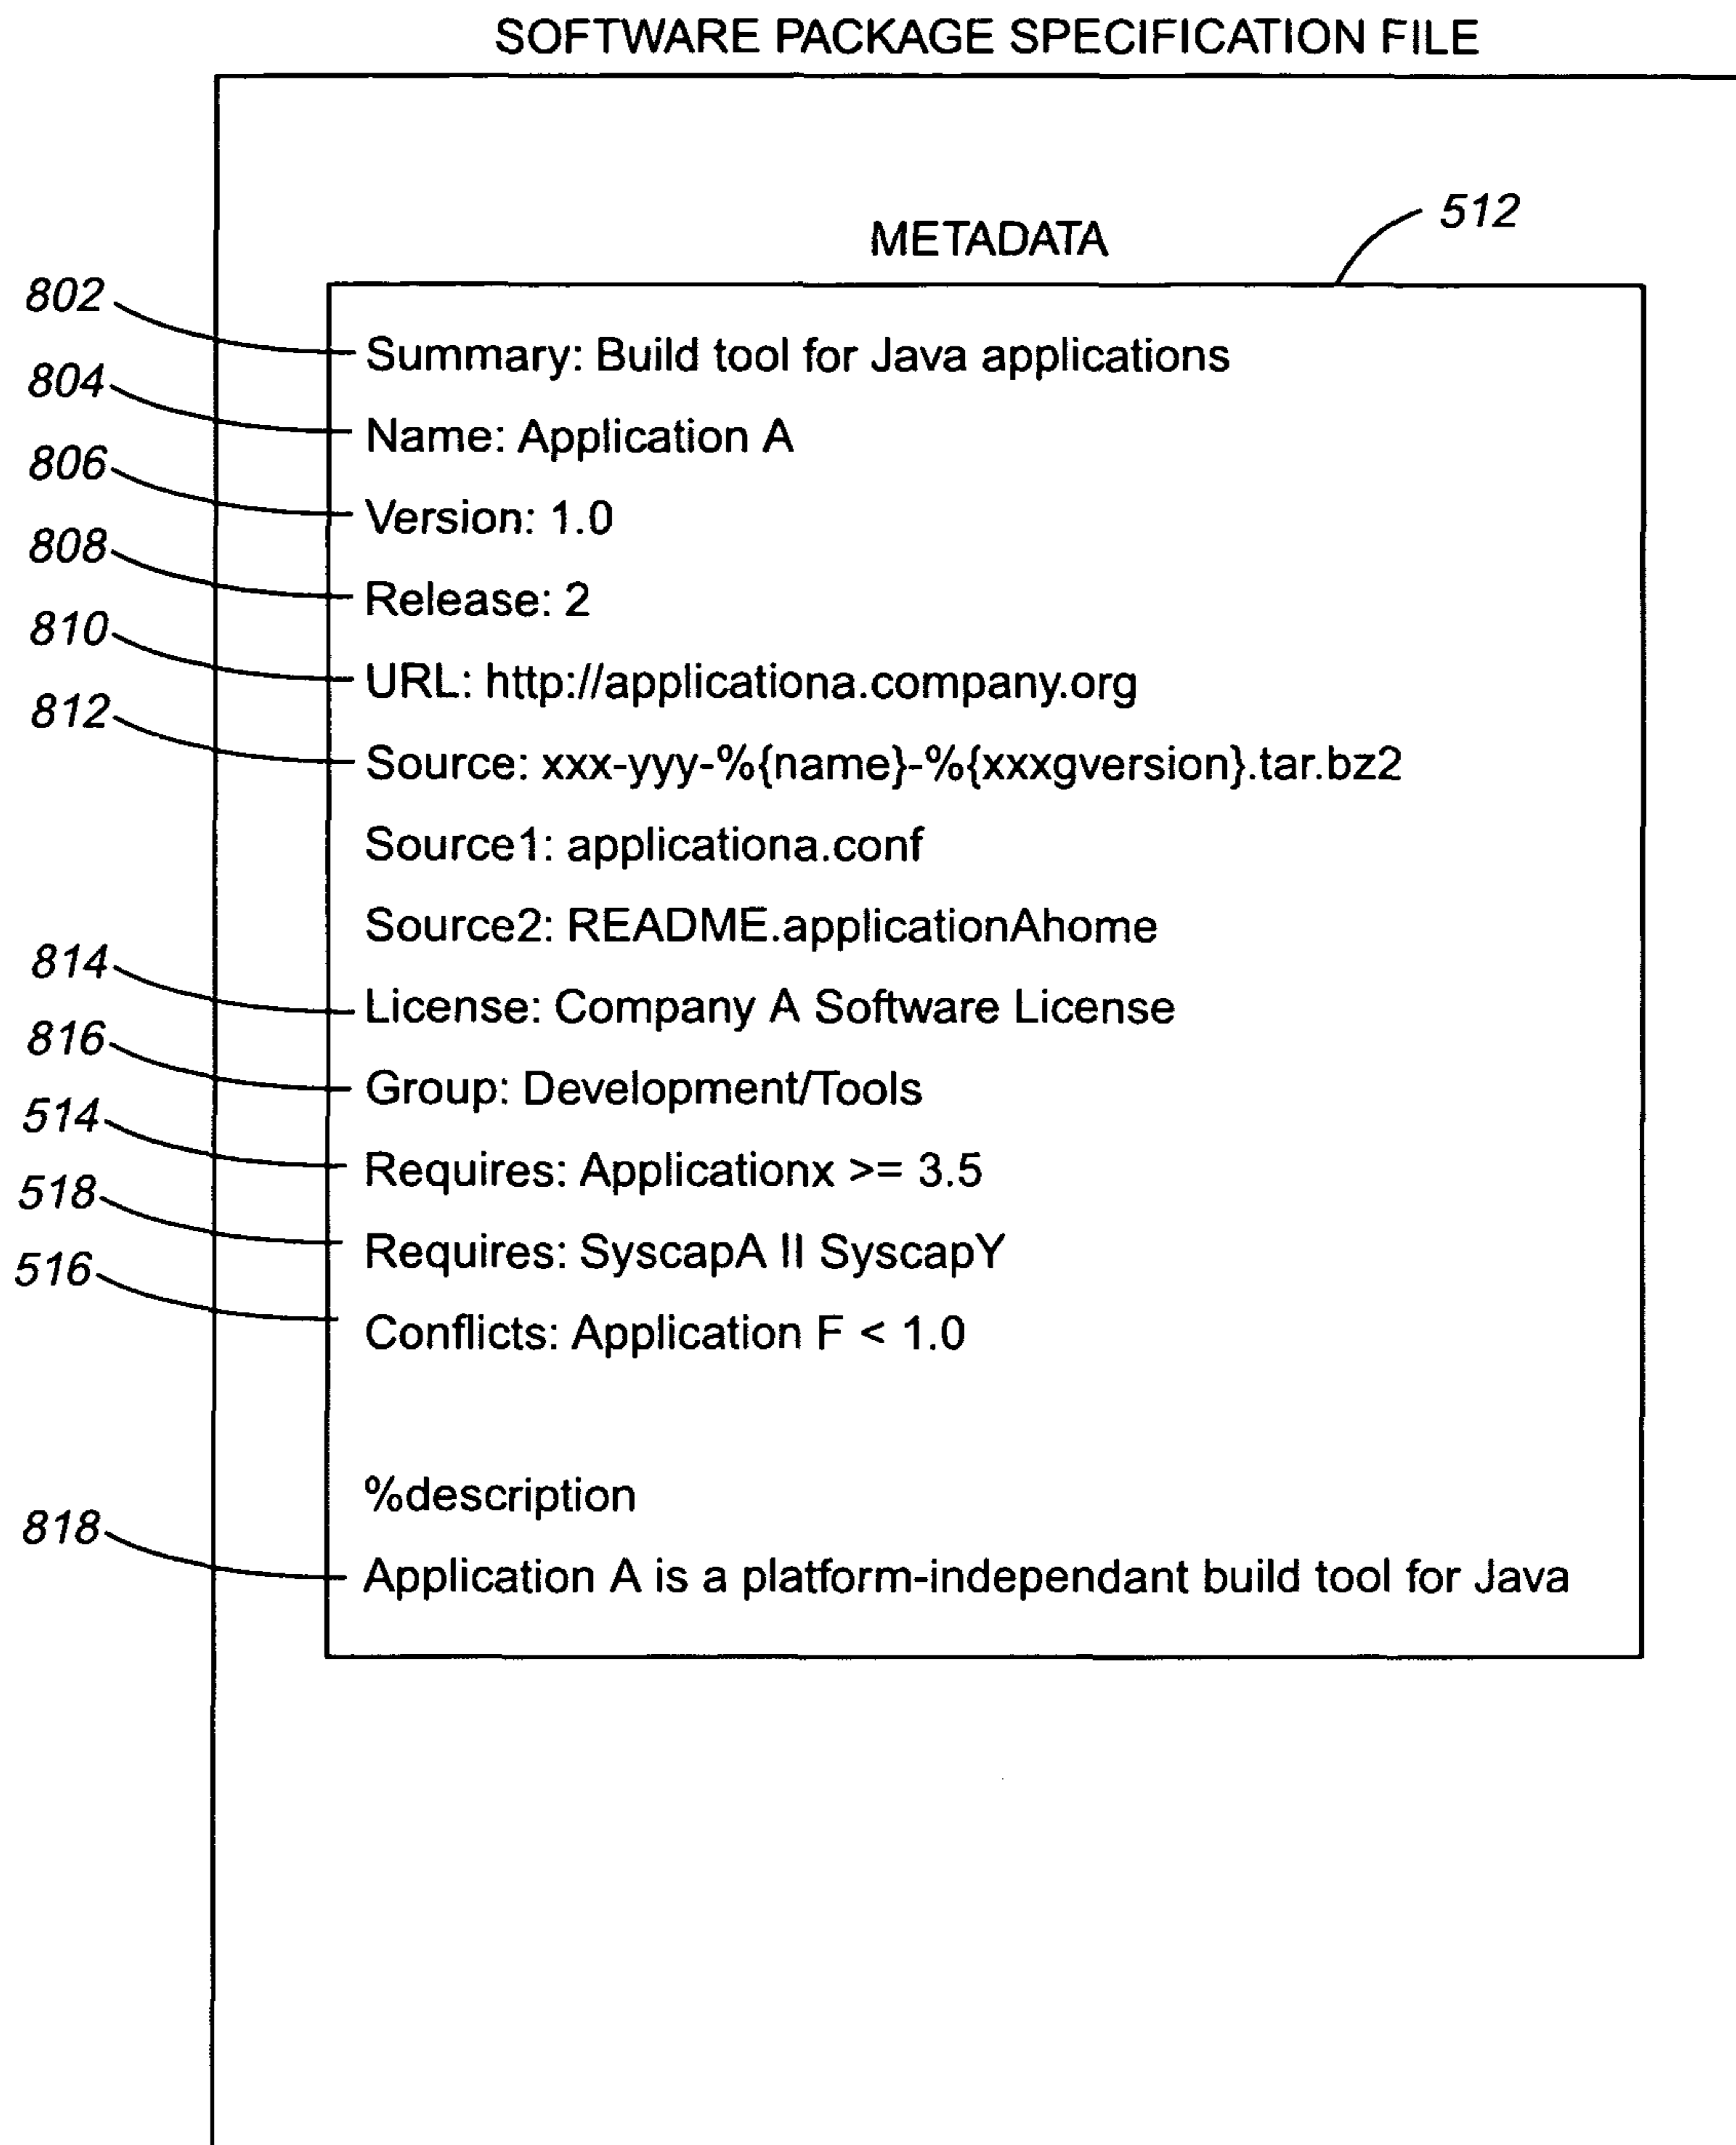 SOFTWARE PACKAGE SPECIFICATION FILE
METADATA
512
802
Summary: Build tool for Java applications
804
Name: Application A
806
Version: 1.0
808
Release: 2
810
URL: http://applicationa.company.org
812
Source: xxx-yyy-%{name}-%{xxxgversion}.tar.bz2
Source1: applicationa.conf
Source2: README.applicationAhome
814
License: Company A Software License
816
Group: Development/Tools
514
Requires: Applicationx >= 3.5
518
Requires: SyscapA II SyscapY
516
Conflicts: Application F < 1.0
%description
818
Application A is a platform-independant build tool for Java